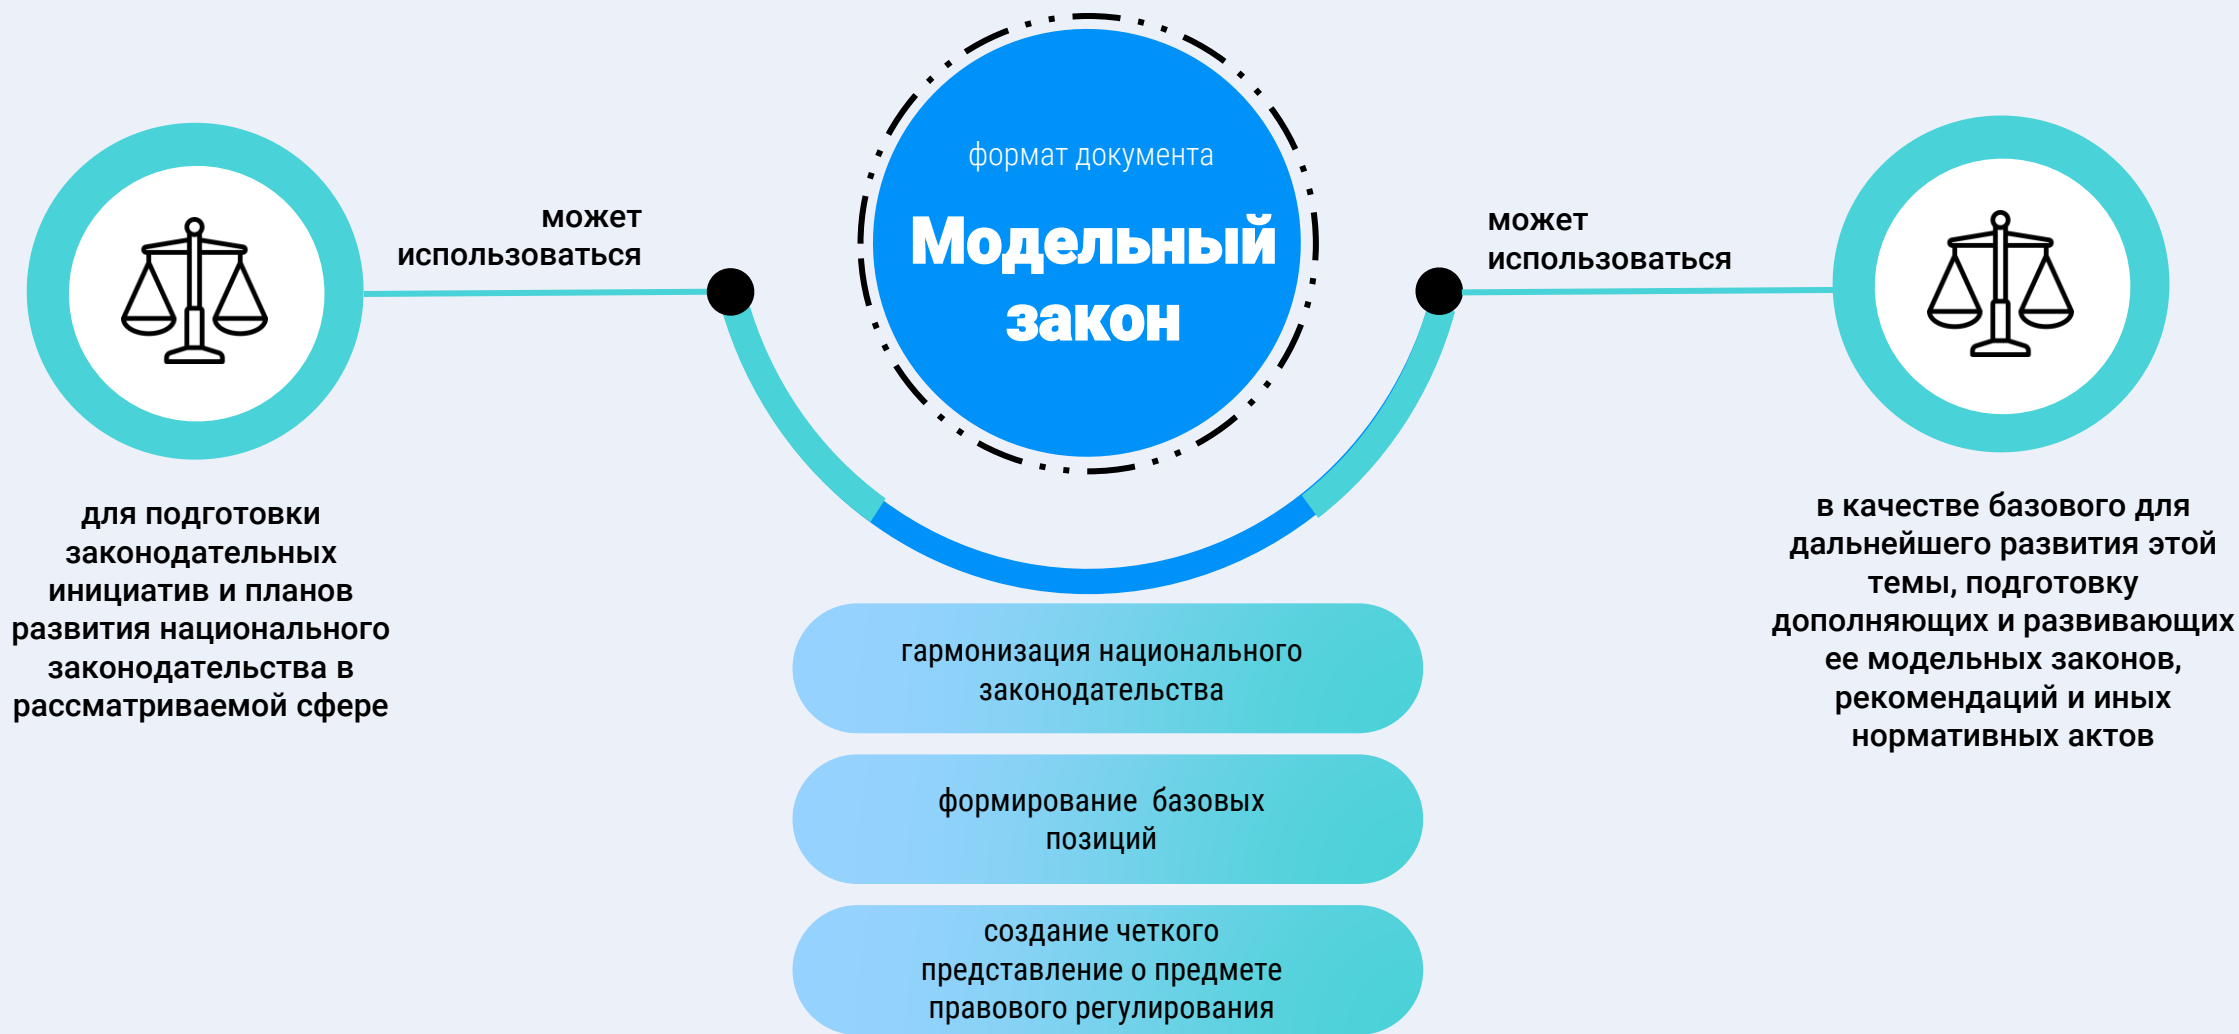 формат документа
Модельный
закон
может
использоваться
может
использоваться
для подготовки
законодательных
инициатив и планов
развития национального
законодательства в
рассматриваемой сфере
в качестве базового для
дальнейшего развития этой
темы, подготовку
дополняющих и развивающих
ее модельных законов,
рекомендаций и иных
нормативных актов
гармонизация национального
законодательства
формирование базовых
позиций
создание четкого
представление о предмете
правового регулирования